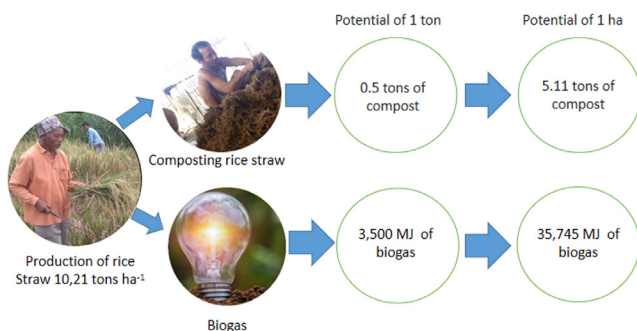 Potential of 1 ton
Potential of 1 ha
0.5 tons of
compost
5.11 tons of
compost
Composting rice straw
3,500 MJ of
biogas
35,745 MJ of
biogas
Production of rice
Straw 10,21 tons ha⁻¹
Biogas